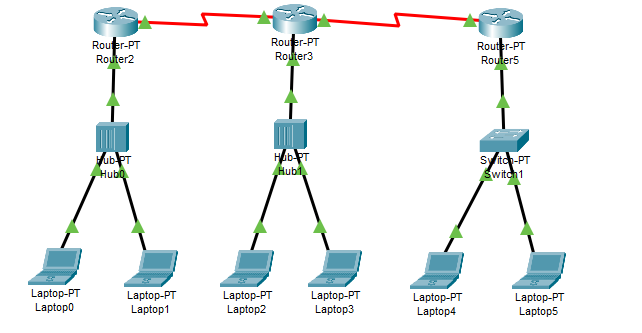 Router-PT
Router2
Router-PT
Router3
Router-PT
Router5
Hub-PT
Hub0
Hub-PT
Hub1
Switch-PT
Switch1
Laptop-PT
Laptop0
Laptop-PT
Laptop1
Laptop-PT
Laptop2
Laptop-PT
Laptop3
Laptop-PT
Laptop4
Laptop-PT
Laptop5